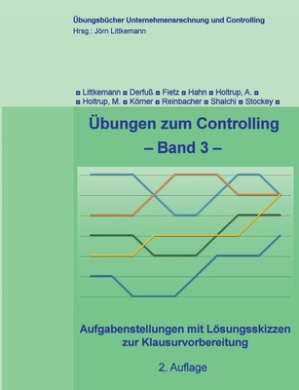 Übungsbücher Unternehmensrechnung und Controlling
Hrsg.: Jörn Littkemann
■ Littkemann ■ Derfuß ■ Fietz ■ Hahn ■ Holtrup, A.
■ Holtrup, M. ■ Körner ■ Reinbacher ■ Shalchi ■ Stockey
Übungen zum Controlling
– Band 3 –
Aufgabenstellungen mit Lösungsskizzen
zur Klausurvorbereitung
2. Auflage